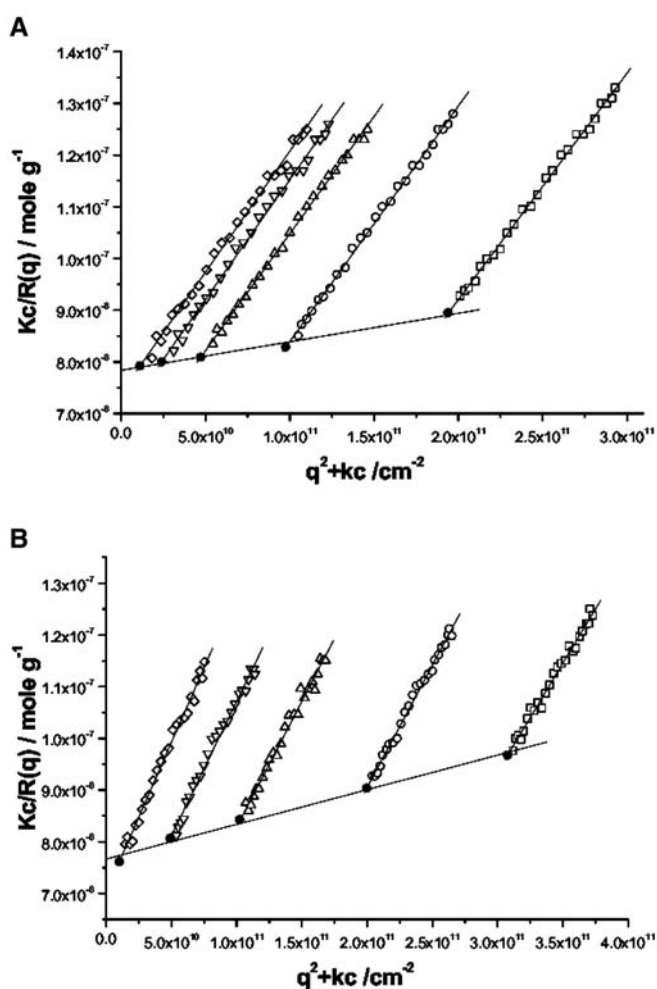 A
1.4x10⁻⁷
1.3x10⁻⁷
1.2x10⁻⁷
1.1x10⁻⁷
1.0x10⁻⁷
9.0x10⁻⁸
8.0x10⁻⁸
7.0x10⁻⁸
Kc/R(q) / mole g⁻¹
0.0 5.0x10¹⁰ 1.0x10¹¹ 1.5x10¹¹ 2.0x10¹¹ 2.5x10¹¹ 3.0x10¹¹
q²+kc /cm⁻²
B
1.3x10⁻⁷
1.2x10⁻⁷
1.1x10⁻⁷
1.0x10⁻⁷
9.0x10⁻⁸
8.0x10⁻⁸
7.0x10⁻⁸
Kc/R(q) / mole g⁻¹
0.0 5.0x10¹⁰ 1.0x10¹¹ 1.5x10¹¹ 2.0x10¹¹ 2.5x10¹¹ 3.0x10¹¹ 3.5x10¹¹ 4.0x10¹¹
q²+kc /cm⁻²